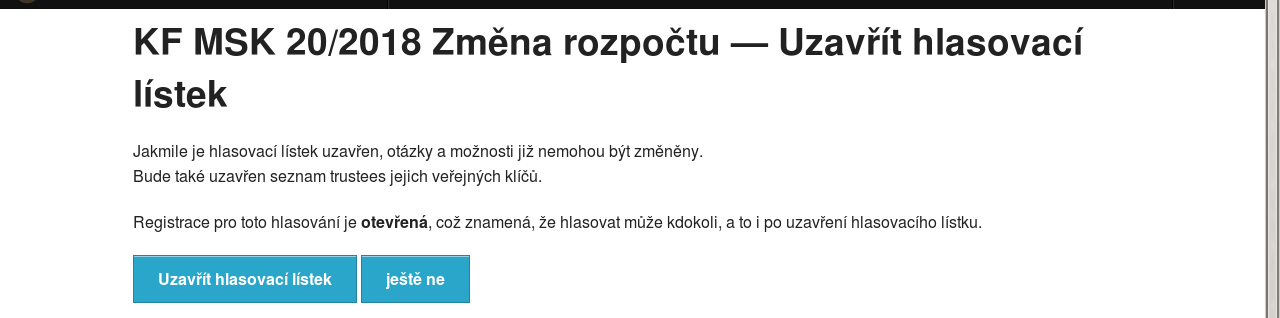 KF MSK 20/2018 Změna rozpočtu — Uzavřít hlasovací
lístek
Jakmile je hlasovací lístek uzavřen, otázky a možnosti již nemohou být změněny.
Bude také uzavřen seznam trustees jejich veřejných klíčů.
Registrace pro toto hlasování je otevřená, což znamená, že hlasovat může kdokoli, a to i po uzavření hlasovacího lístku.
Uzavřít hlasovací lístek ještě ne